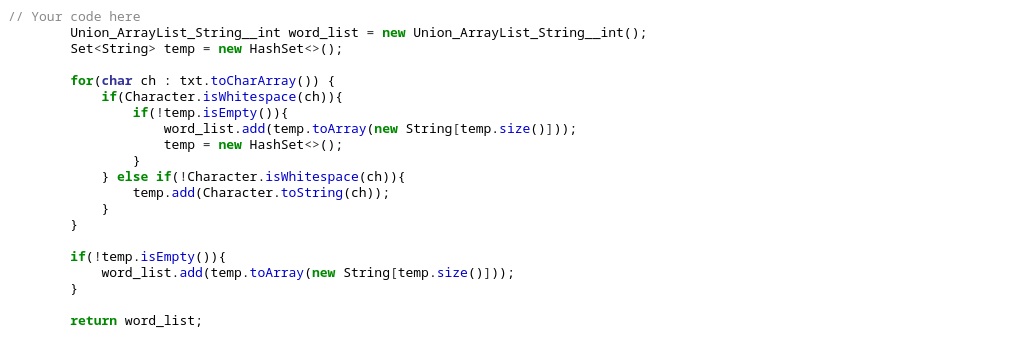 // Your code here
        Union_ArrayList_String__int word_list = new Union_ArrayList_String__int();
        Set<String> temp = new HashSet<>();

        for(char ch : txt.toCharArray()) {
            if(Character.isWhitespace(ch)){
                if(!temp.isEmpty()){
                    word_list.add(temp.toArray(new String[temp.size()]));
                    temp = new HashSet<>();
                }
            } else if(!Character.isWhitespace(ch)){
                temp.add(Character.toString(ch));
            }
        }

        if(!temp.isEmpty()){
            word_list.add(temp.toArray(new String[temp.size()]));
        }

        return word_list;